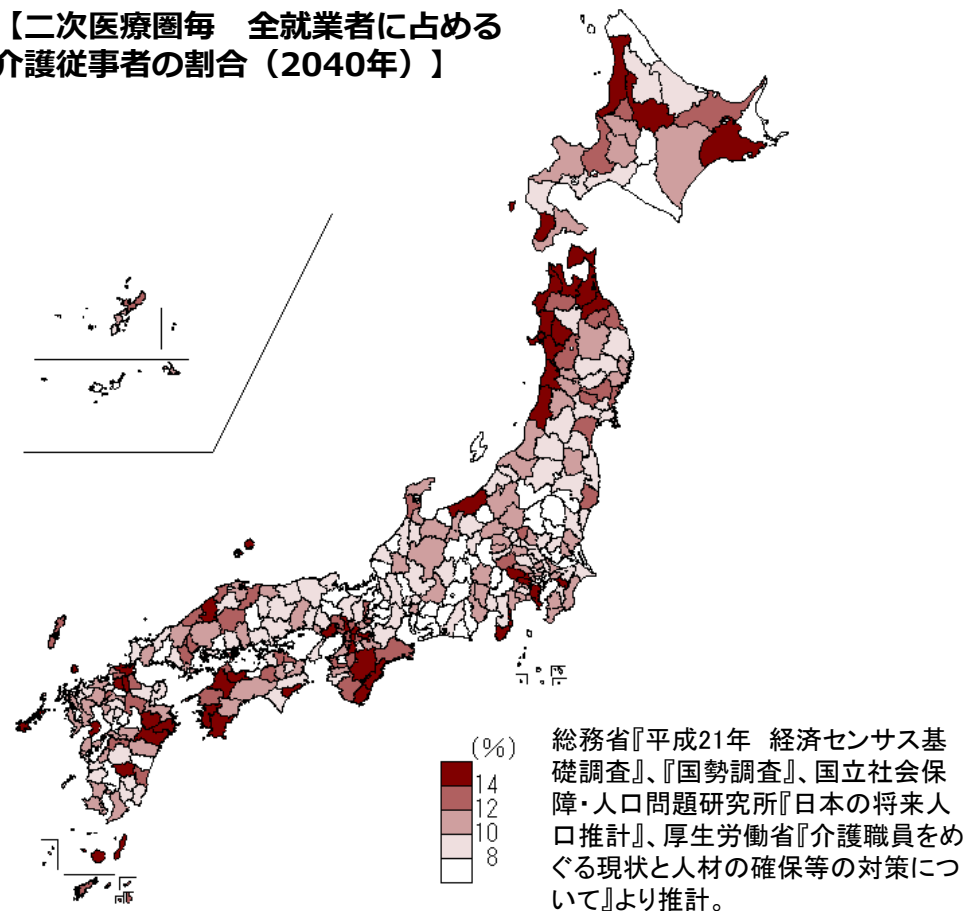 【二次医療圏毎　全就業者に占める
介護従事者の割合（2040年）】
(%)
14
12
10
8
総務省『平成21年　経済センサス基
礎調査』、『国勢調査』、国立社会保
障・人口問題研究所『日本の将来人
口推計』、厚生労働省『介護職員をめ
ぐる現状と人材の確保等の対策につ
いて』より推計。